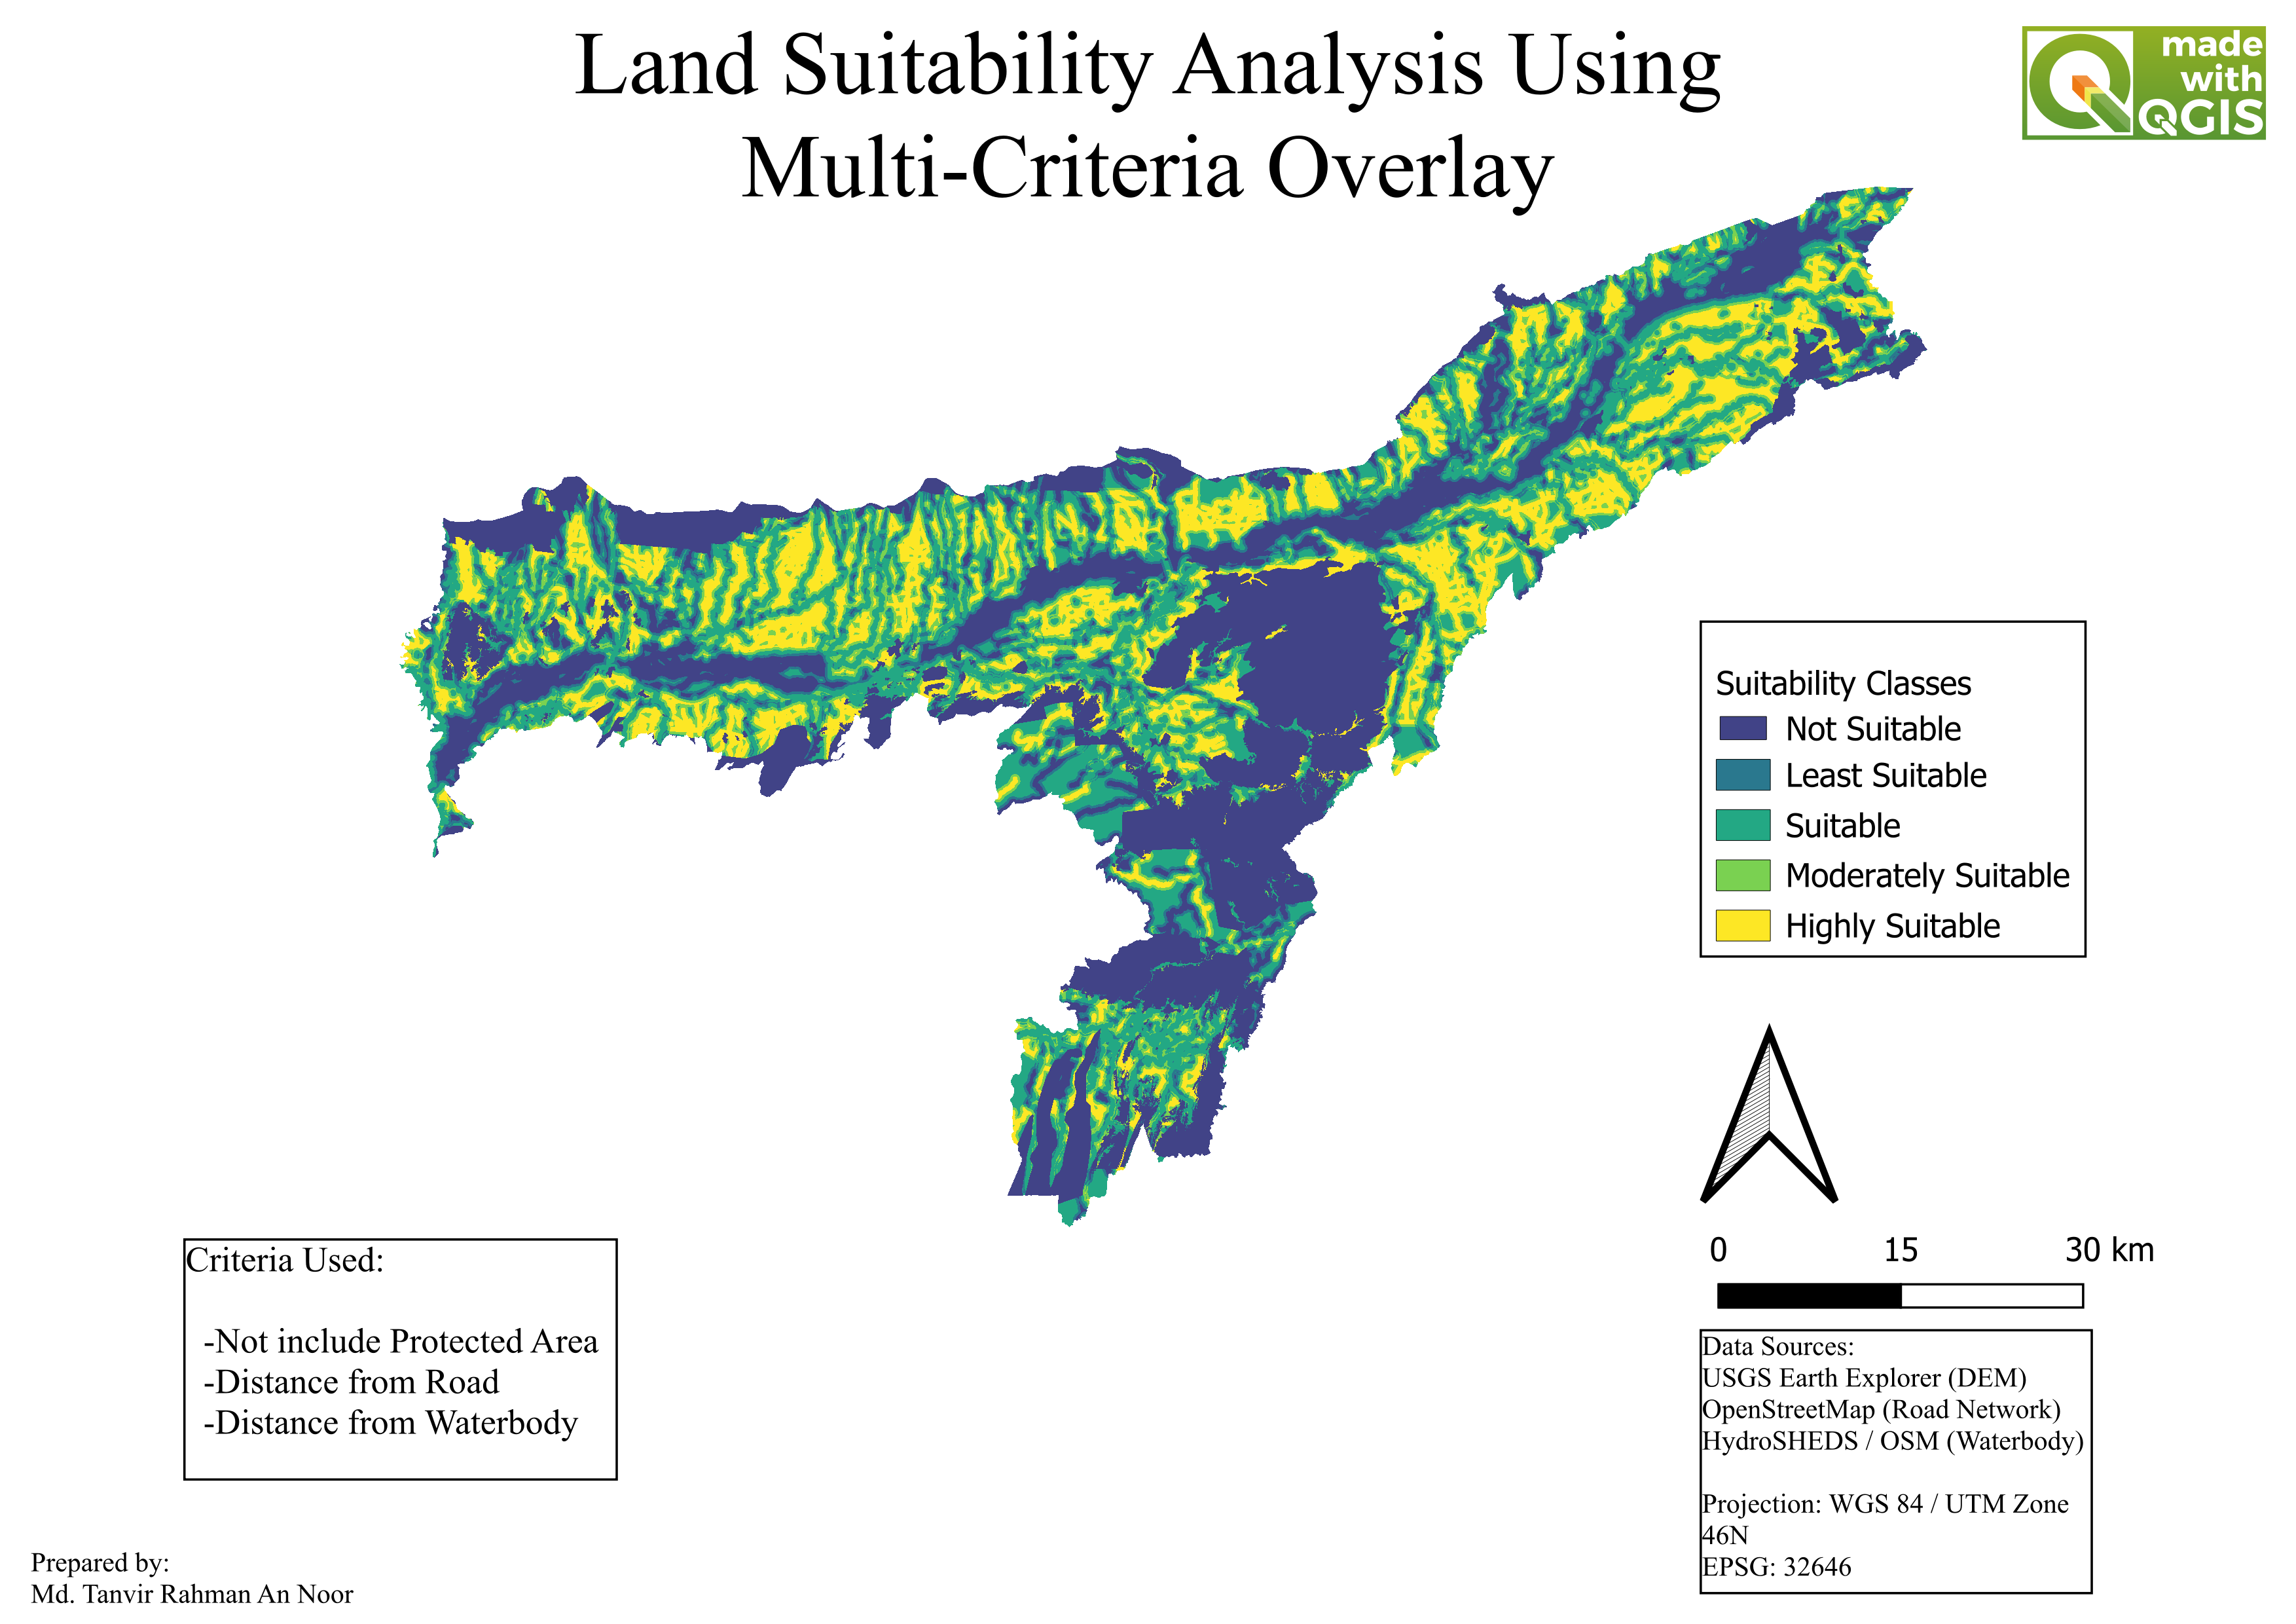 Land Suitability Analysis Using
Multi-Criteria Overlay
made
with
QGIS
Suitability Classes
Not Suitable
Least Suitable
Suitable
Moderately Suitable
Highly Suitable
0 15 30 km
Criteria Used:
-Not include Protected Area
-Distance from Road
-Distance from Waterbody
Data Sources:
USGS Earth Explorer (DEM)
OpenStreetMap (Road Network)
HydroSHEDS / OSM (Waterbody)
Projection: WGS 84 / UTM Zone
46N
EPSG: 32646
Prepared by:
Md. Tanvir Rahman An Noor